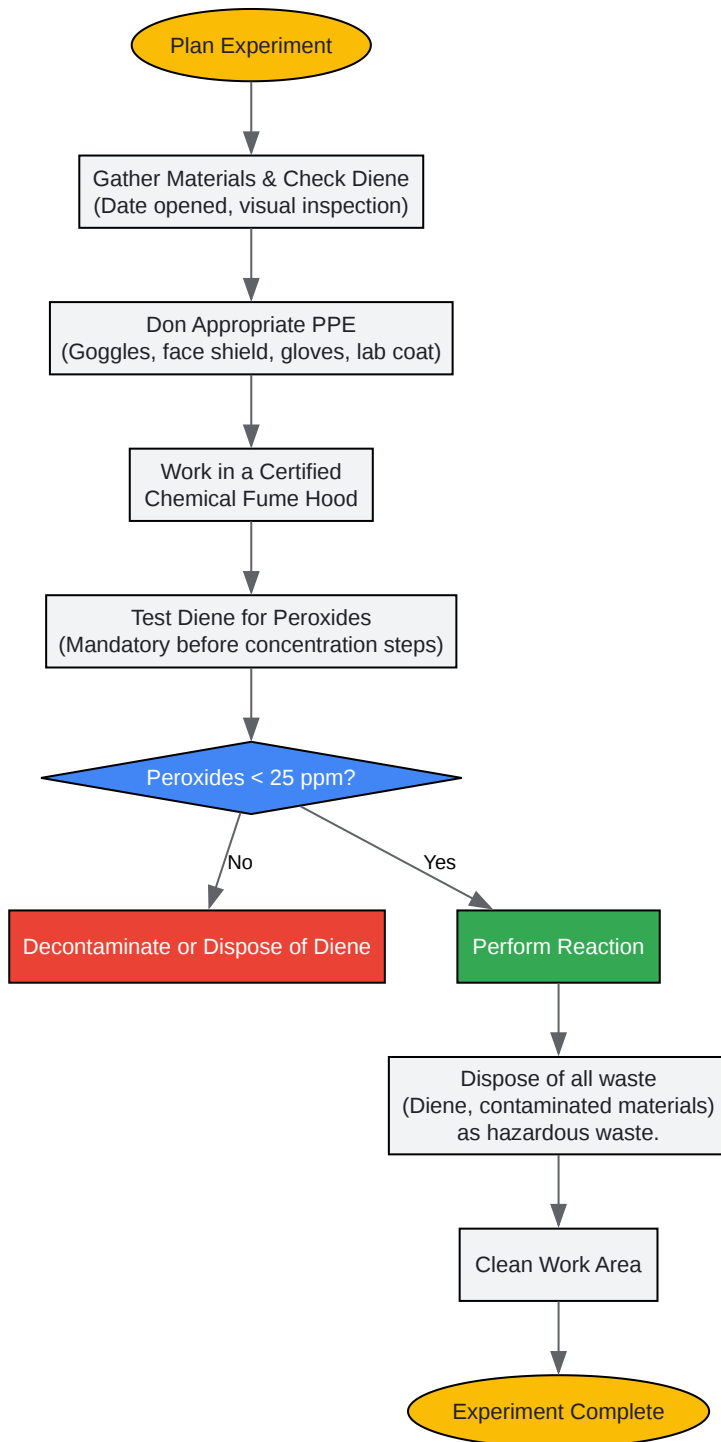 Plan Experiment
Gather Materials & Check Diene
(Date opened, visual inspection)
Don Appropriate PPE
(Goggles, face shield, gloves, lab coat)
Work in a Certified
Chemical Fume Hood
Test Diene for Peroxides
(Mandatory before concentration steps)
Peroxides < 25 ppm?
No
Yes
Decontaminate or Dispose of Diene
Perform Reaction
Dispose of all waste
(Diene, contaminated materials)
as hazardous waste.
Clean Work Area
Experiment Complete